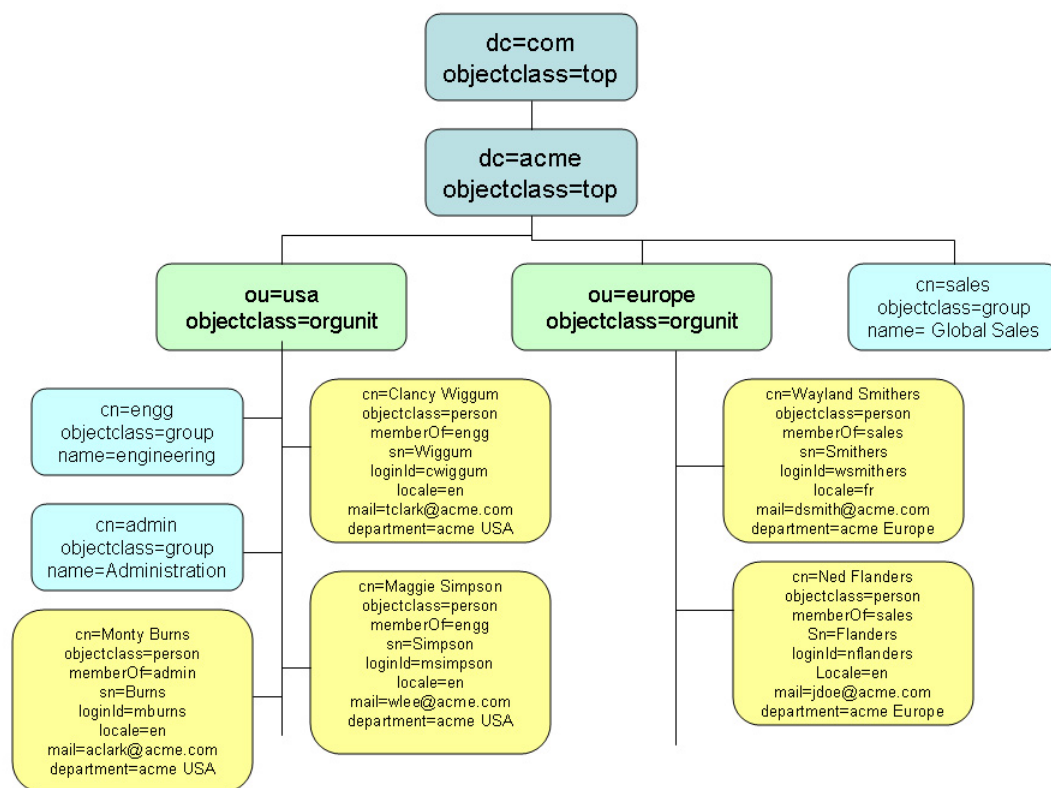 dc=com
objectclass=top
dc=acme
objectclass=top
ou=usa
objectclass=orgunit
ou=europe
objectclass=orgunit
cn=sales
objectclass=group
name= Global Sales
cn=engg
objectclass=group
name=engineering
cn=Clancy Wiggum
objectclass=person
memberOf=engg
sn=Wiggum
loginId=cwiggum
locale=en
mail=tclark@acme.com
department=acme USA
cn=Wayland Smithers
objectclass=person
memberOf=sales
sn=Smithers
loginId=wsmithers
locale=fr
mail=dsmith@acme.com
department=acme Europe
cn=admin
objectclass=group
name=Administration
cn=Maggie Simpson
objectclass=person
memberOf=engg
sn=Simpson
loginId=msimpson
locale=en
mail=wlee@acme.com
department=acme USA
cn=Ned Flanders
objectclass=person
memberOf=sales
Sn=Flanders
loginId=nflanders
Locale=en
mail=jdoe@acme.com
department=acme Europe
cn=Monty Burns
objectclass=person
memberOf=admin
sn=Burns
loginId=mburns
locale=en
mail=aclark@acme.com
department=acme USA